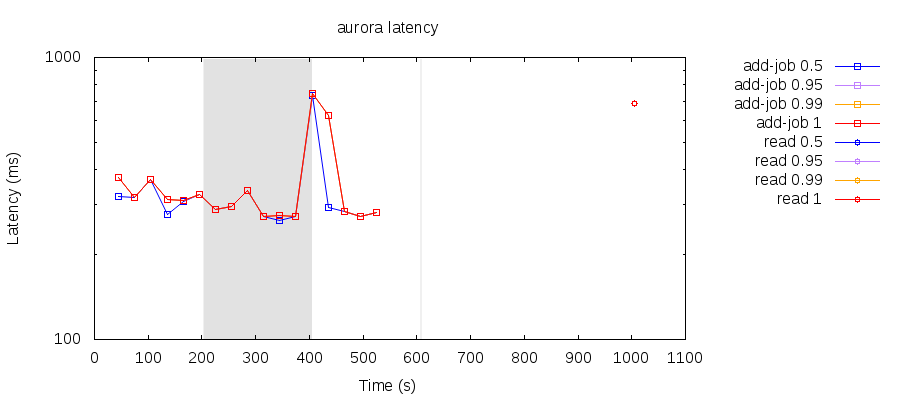 aurora latency
1000
100
Latency (ms)
0 100 200 300 400 500 600 700 800 900 1000 1100
Time (s)
add-job 0.5
add-job 0.95
add-job 0.99
add-job 1
read 0.5
read 0.95
read 0.99
read 1